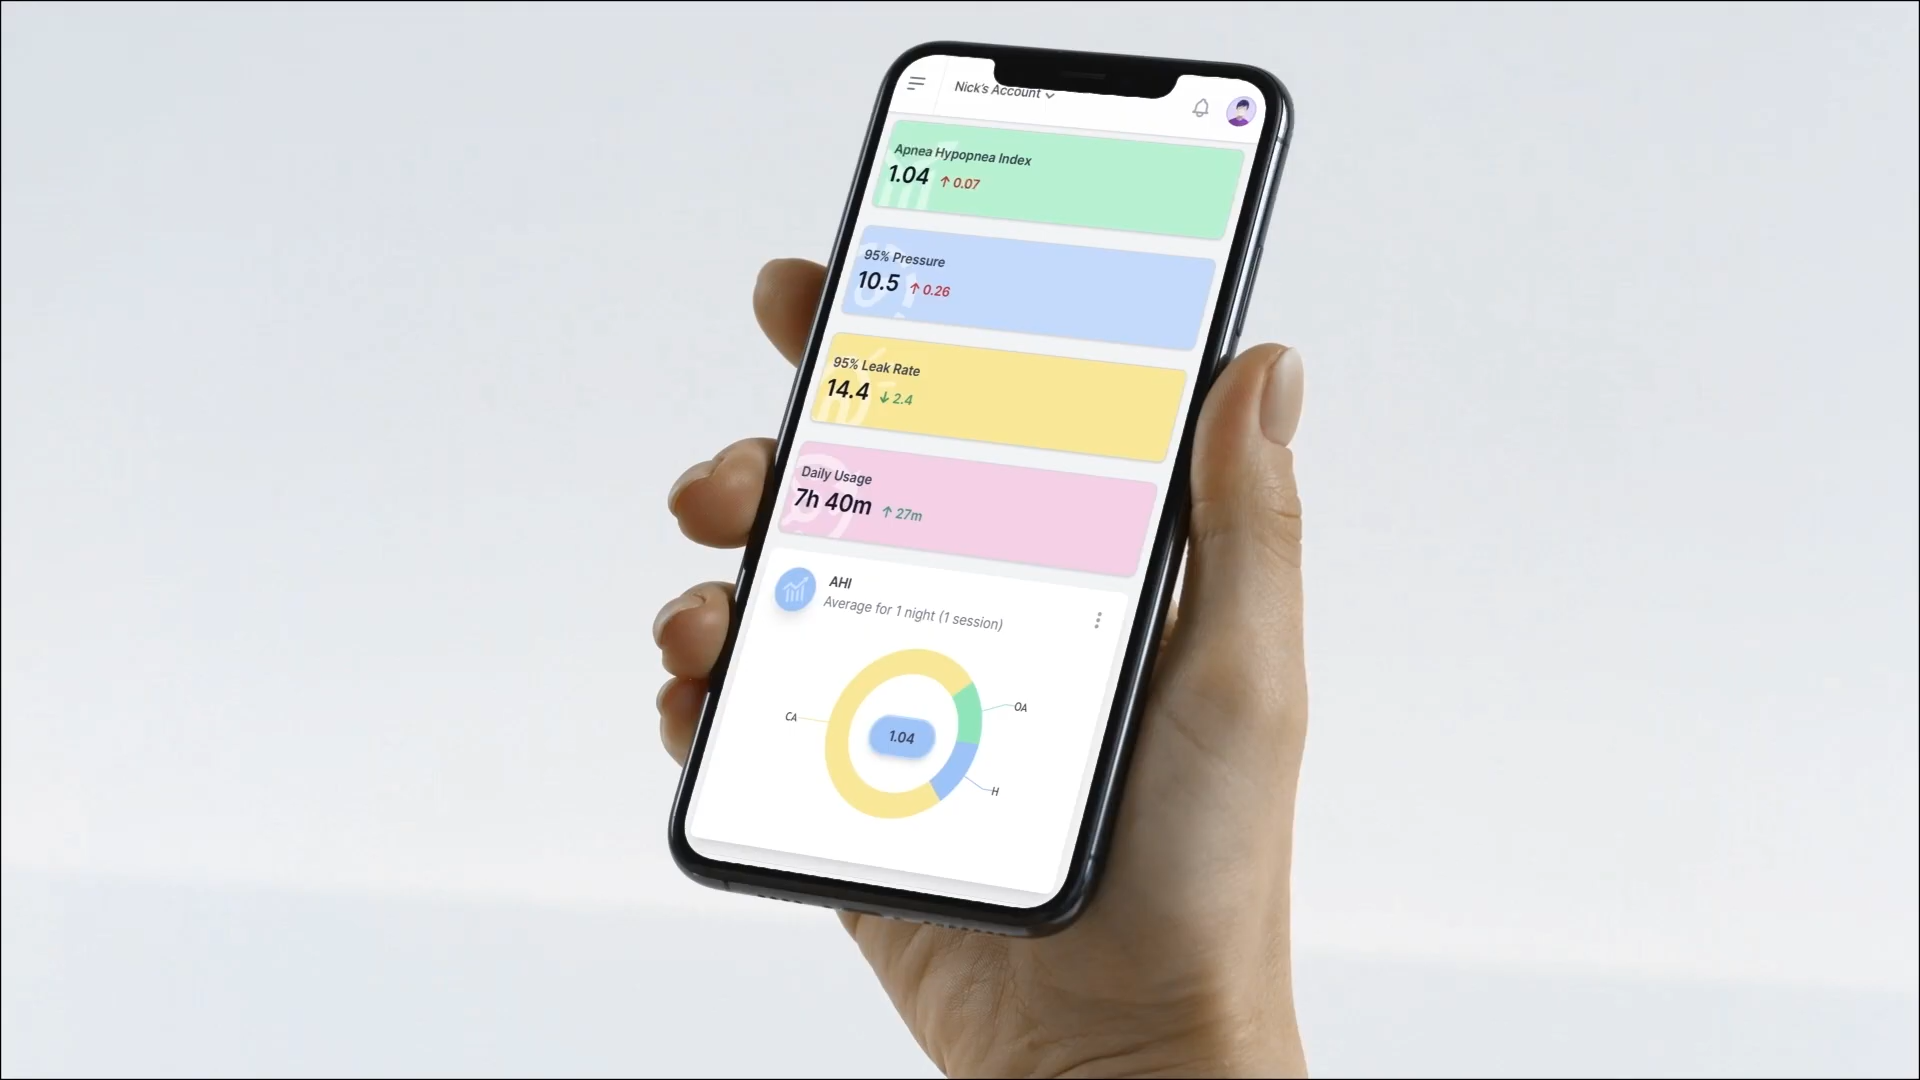 Nick's Account
Apnea Hypopnea Index
1.04 ↑ 0.07
95% Pressure
10.5 ↑ 0.26
95% Leak Rate
14.4 ↓ 2.4
Daily Usage
7h 40m ↑ 27m
AHI
Average for 1 night (1 session)
OA
CA
1.04
H